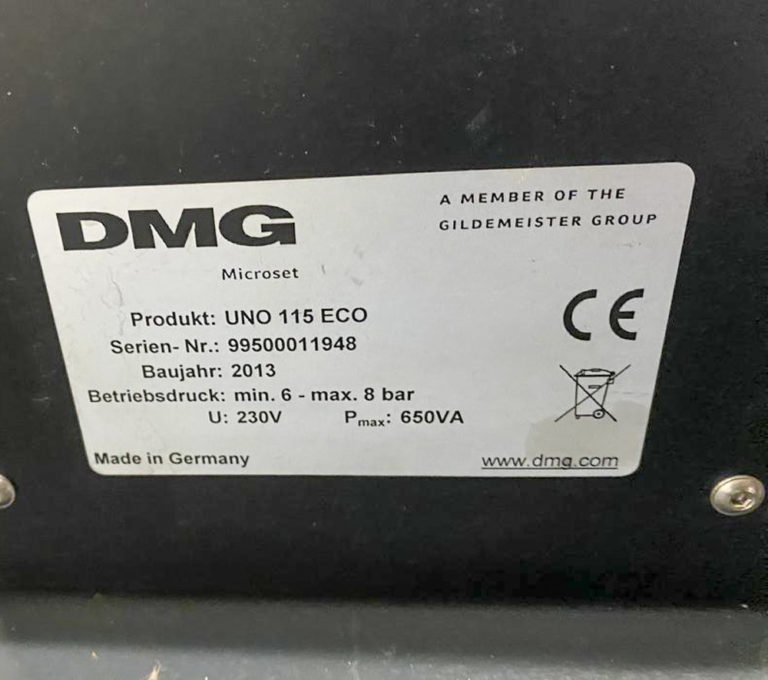 DMG
A MEMBER OF THE
GILDEMEISTER GROUP
Microset
Produkt: UNO 115 ECO
Serien- Nr.: 99500011948
Baujahr: 2013
Betriebsdruck: min. 6 - max. 8 bar
U: 230V Pmax: 650VA
CE
Made in Germany
www.dmg.com